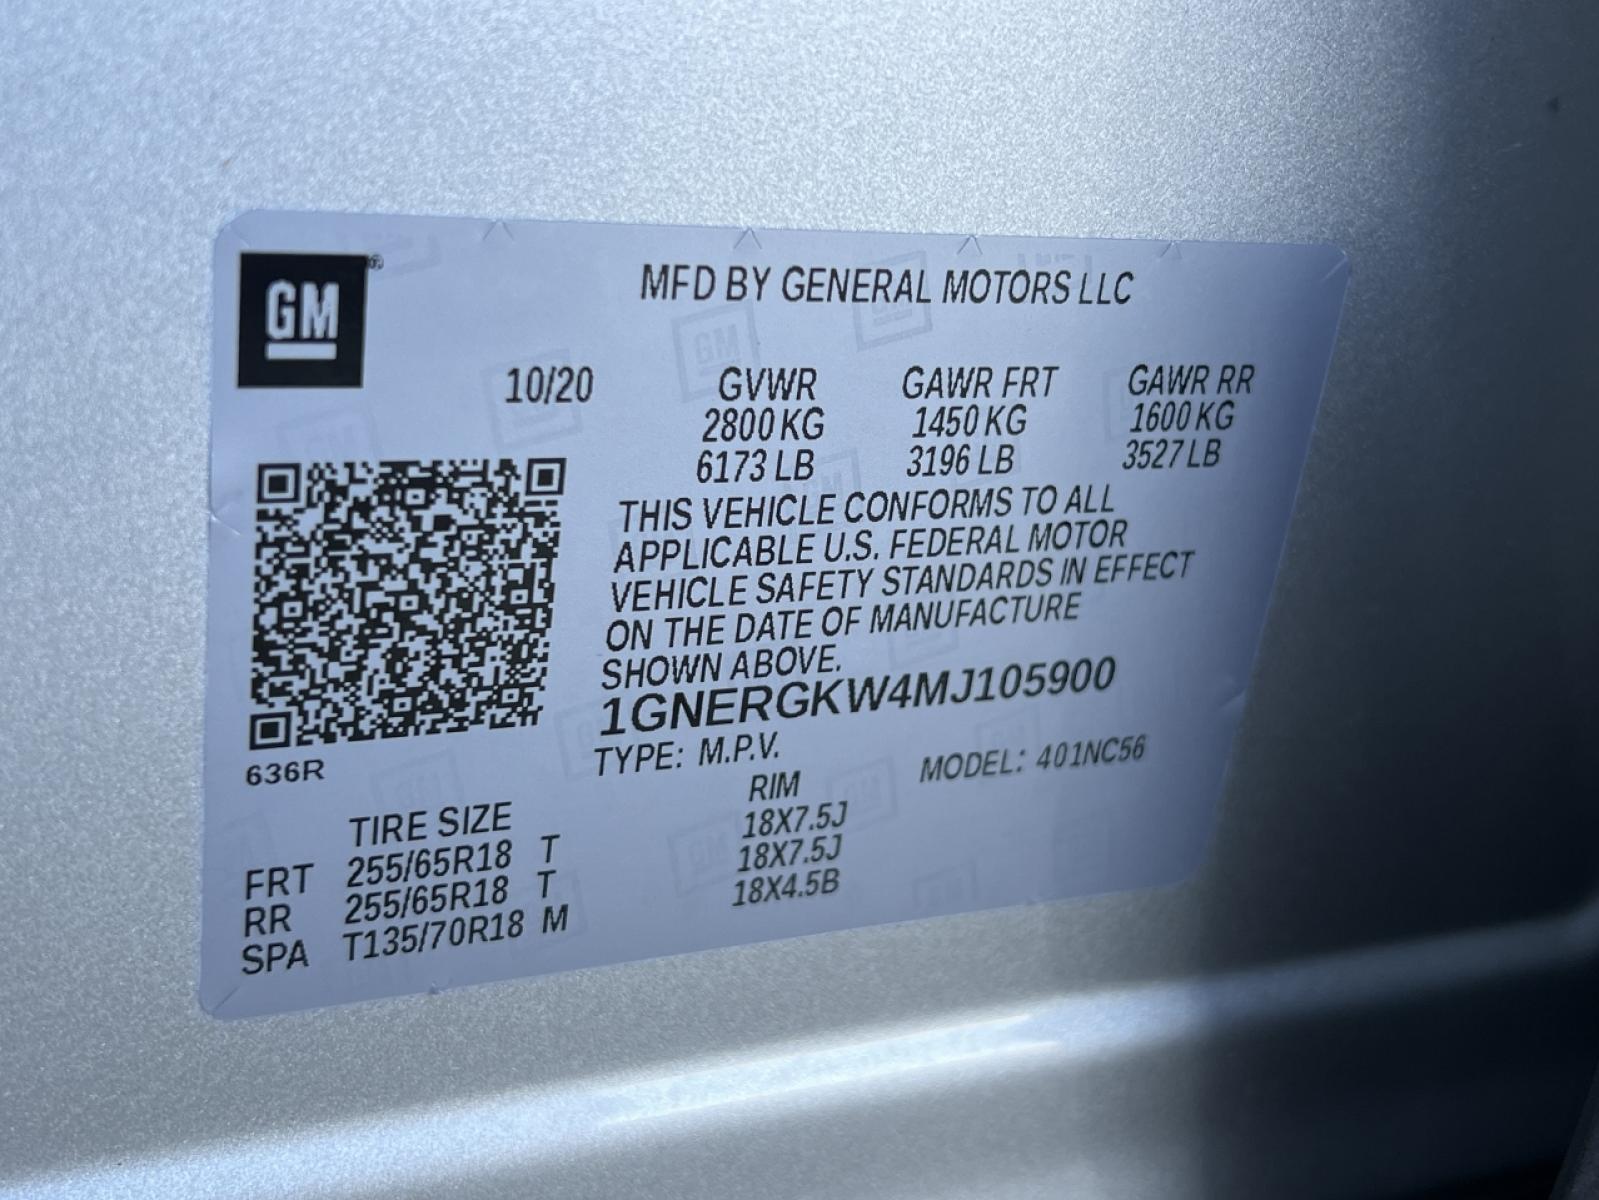 GM ®
MFD BY GENERAL MOTORS LLC
10/20 GVWR GAWR FRT GAWR RR
2800 KG 1450 KG 1600 KG
6173 LB 3196 LB 3527 LB
THIS VEHICLE CONFORMS TO ALL
APPLICABLE U.S. FEDERAL MOTOR
VEHICLE SAFETY STANDARDS IN EFFECT
ON THE DATE OF MANUFACTURE
SHOWN ABOVE.
1GNERGKW4MJ105900
TYPE: M.P.V. MODEL: 401NC56
636R
TIRE SIZE RIM
FRT 255/65R18 T 18X7.5J
RR 255/65R18 T 18X7.5J
SPA T135/70R18 M 18X4.5B